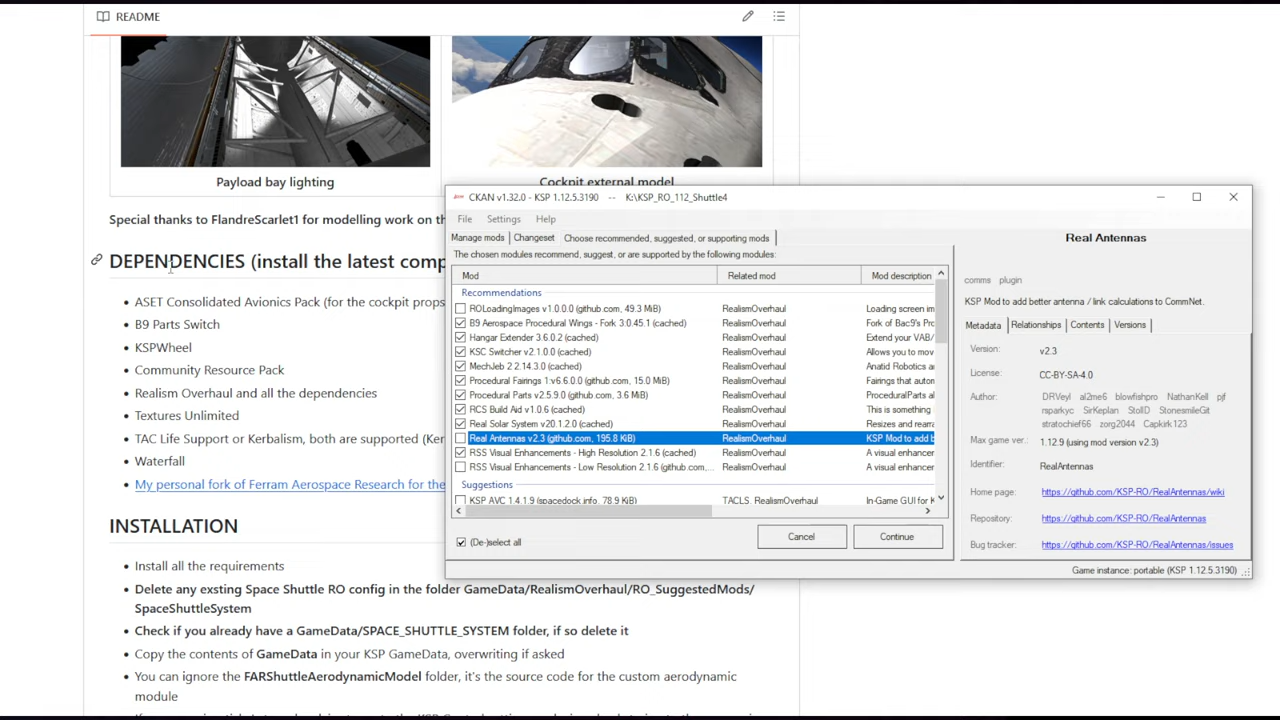 README
Payload bay lighting
Cockpit external model
Special thanks to FlandreScarlet1 for modelling work on th
DEPENDENCIES (install the latest comp
ASET Consolidated Avionics Pack (for the cockpit props
B9 Parts Switch
KSPWheel
Community Resource Pack
Realism Overhaul and all the dependencies
Textures Unlimited
TAC Life Support or Kerbalism, both are supported (Ker
Waterfall
My personal fork of Ferram Aerospace Research for the
INSTALLATION
Install all the requirements
Delete any exsting Space Shuttle RO config in the folder GameData/RealismOverhaul/RO_SuggestedMods/
SpaceShuttleSystem
Check if you already have a GameData/SPACE_SHUTTLE_SYSTEM folder, if so delete it
Copy the contents of GameData in your KSP GameData, overwriting if asked
You can ignore the FARShuttleAerodynamicModel folder, it's the source code for the custom aerodynamic
module
CKAN v1.32.0 - KSP 1.12.5.3190 -- K:\KSP_RO_112_Shuttle4
File Settings Help
Manage mods Changeset Choose recommended, suggested, or supporting mods
The chosen modules recommend, suggest, or are supported by the following modules:
Mod Related mod Mod description
Recommendations
ROLoadingImages v1.0.0.0 (github.com, 49.3 MiB) RealismOverhaul Loading screen im
B9 Aerospace Procedural Wings - Fork 3.0.45.1 (cached) RealismOverhaul Fork of Bac9's Pro
Hangar Extender 3.6.0.2 (cached) RealismOverhaul Extend your VAB/
KSC Switcher v2.1.0.0 (cached) RealismOverhaul Allows you to mov
MechJeb 2 2.14.3.0 (cached) RealismOverhaul Anatid Robotics a
Procedural Fairings 1:v6.6.0.0 (github.com, 15.0 MiB) RealismOverhaul Fairings that autom
Procedural Parts v2.5.9.0 (github.com, 3.6 MiB) RealismOverhaul ProceduralParts al
RCS Build Aid v1.0.6 (cached) RealismOverhaul This is something
Real Solar System v20.1.2.0 (cached) RealismOverhaul Resizes and rearra
Real Antennas v2.3 (github.com, 195.8 KiB) RealismOverhaul KSP Mod to add b
RSS Visual Enhancements - High Resolution 2.1.6 (cached) RealismOverhaul A visual enhancer
RSS Visual Enhancements - Low Resolution 2.1.6 (github.com,... RealismOverhaul A visual enhancer
Suggestions
KSP AVC 1.4.1.9 (spacedock.info, 78.9 KiB) TACLS, RealismOverhaul In-Game GUI for K
(De-)select all
Cancel Continue
Real Antennas
comms plugin
KSP Mod to add better antenna / link calculations to CommNet.
Metadata Relationships Contents Versions
Version: v2.3
License: CC-BY-SA-4.0
Author: DRVeyl al2me6 blowfishpro NathanKell pjf
rsparkyc SirKeplan StollD StonesmileGit
stratochief66 zorg2044 Capkirk123
Max game ver.: 1.12.9 (using mod version v2.3)
Identifier: RealAntennas
Home page: https://github.com/KSP-RO/RealAntennas/wiki
Repository: https://github.com/KSP-RO/RealAntennas
Bug tracker: https://github.com/KSP-RO/RealAntennas/issues
Game instance: portable (KSP 1.12.5.3190)